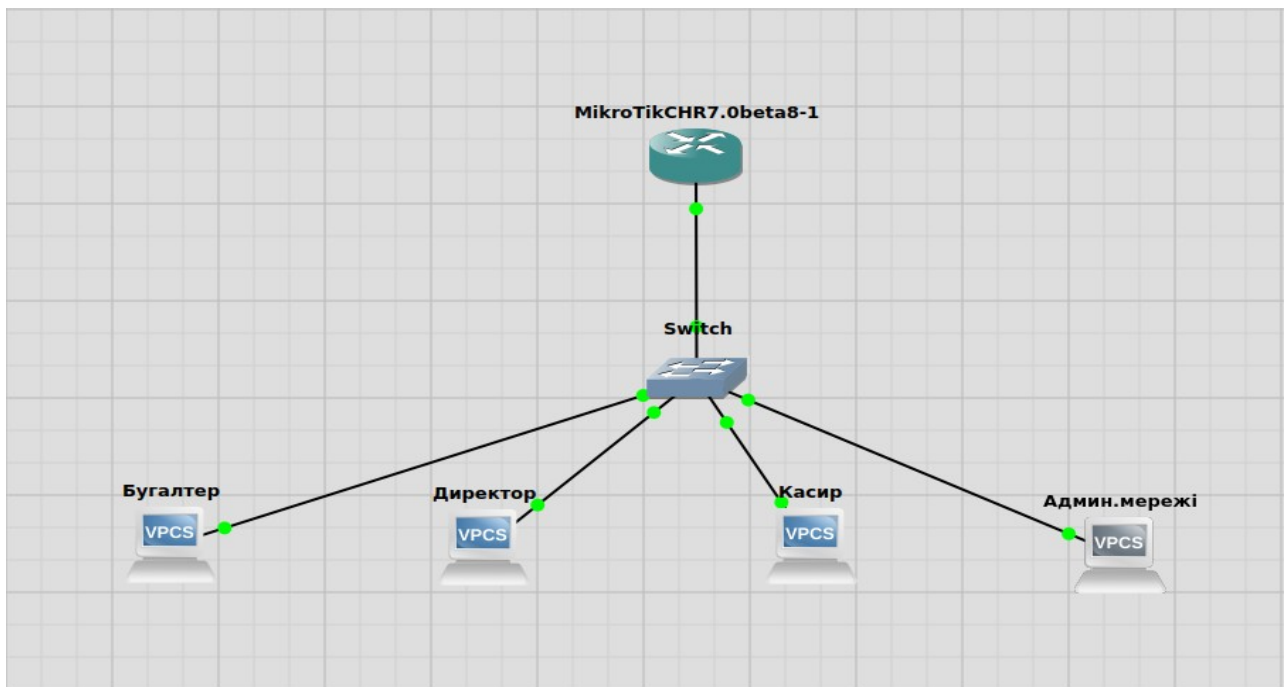 MikroTikCHR7.0beta8-1
Switch
Бугалтер
Директор
Касир
Админ.мережі
VPCS
VPCS
VPCS
VPCS